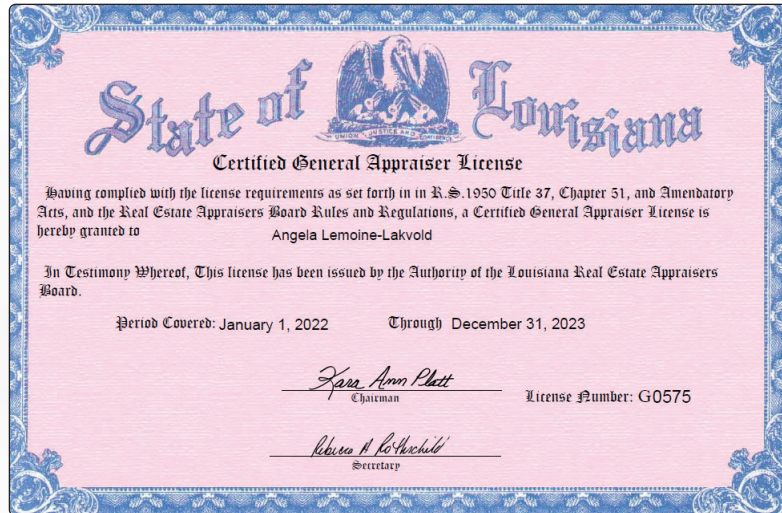 State of Louisiana
UNION JUSTICE AND CONFIDENCE
Certified General Appraiser License
Having complied with the license requirements as set forth in in R.S.1950 Title 37, Chapter 51, and Amendatory
Acts, and the Real Estate Appraisers Board Rules and Regulations, a Certified General Appraiser License is
hereby granted to Angela Lemoine-Lakvold
In Testimony Whereof, This license has been issued by the Authority of the Louisiana Real Estate Appraisers
Board.
Period Covered: January 1, 2022 Through December 31, 2023
Kara Ann Platt
Chairman License Number: G0575
Rebecca A Rothschild
Secretary